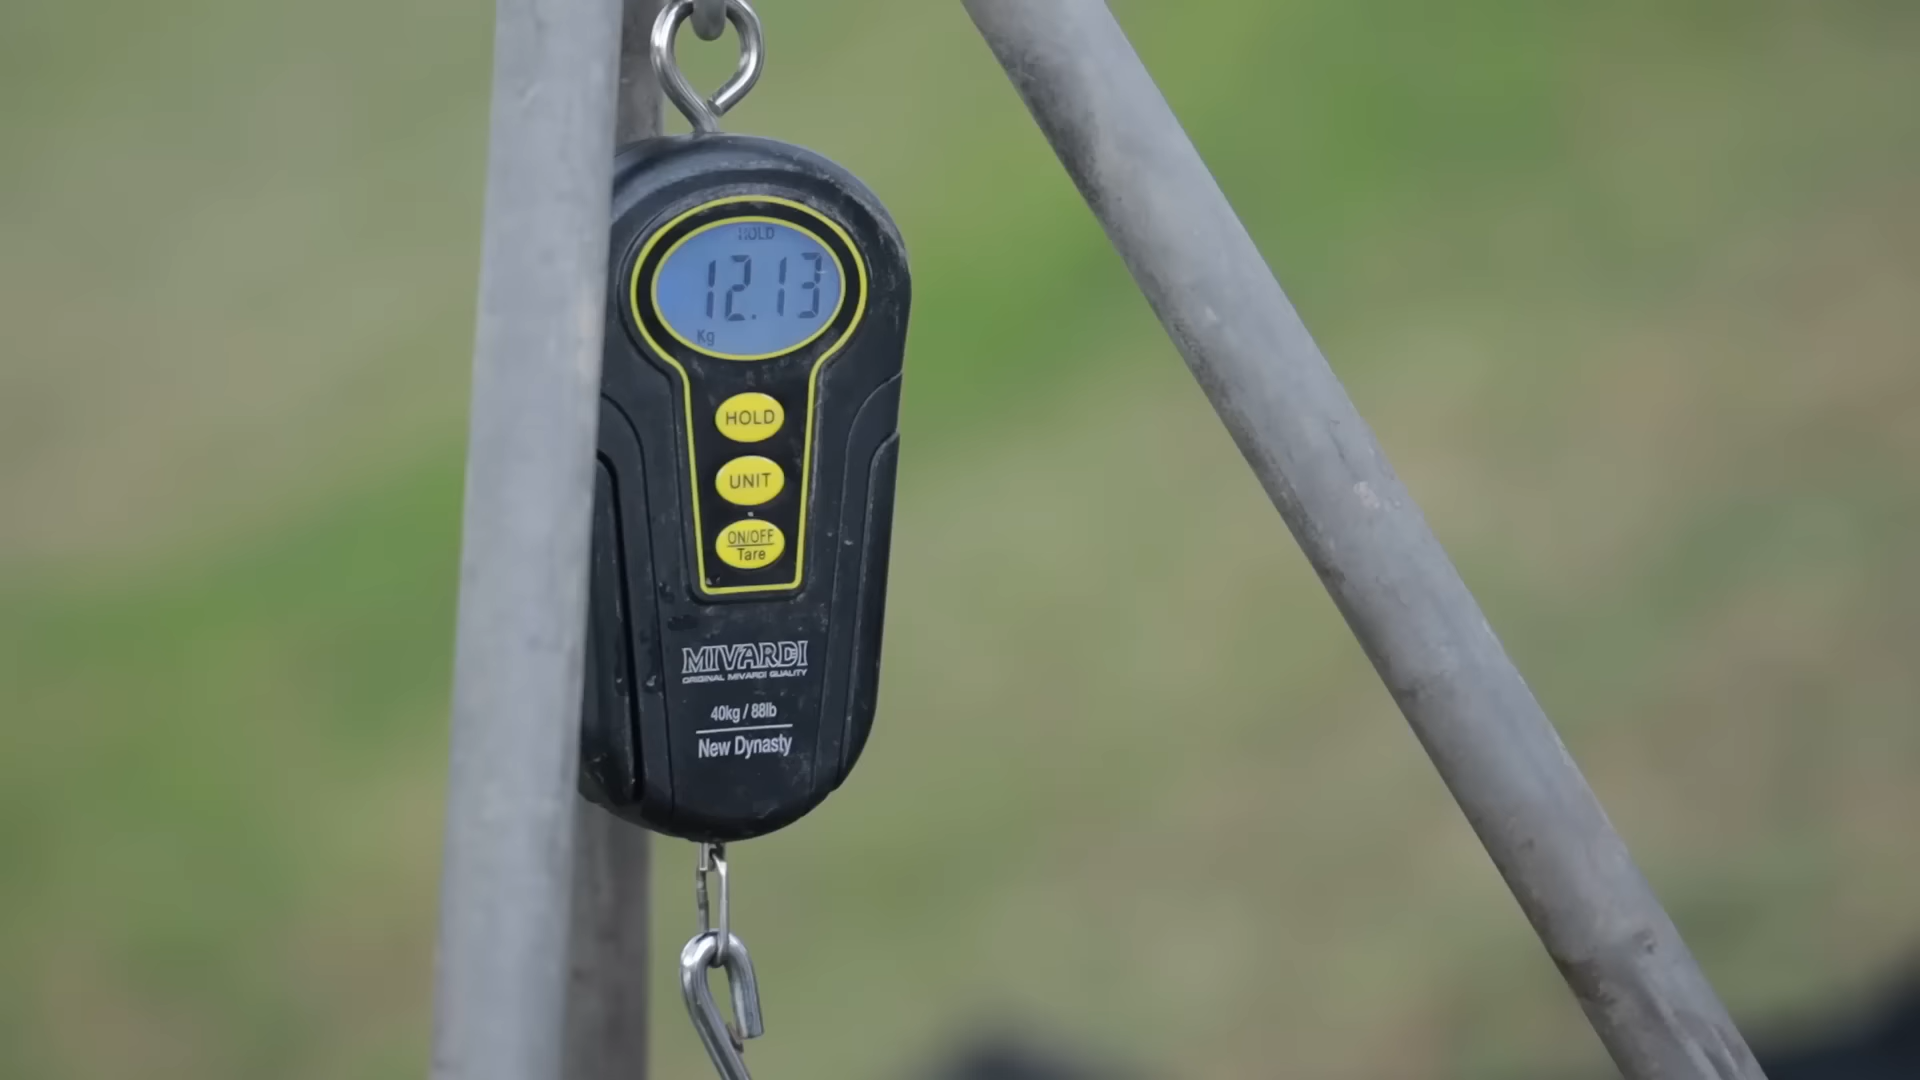 HOLD
12.13
Kg
HOLD
UNIT
ON/OFF
Tare
MIVARDI
ORIGINAL MIVARDI QUALITY
40kg / 88lb
New Dynasty